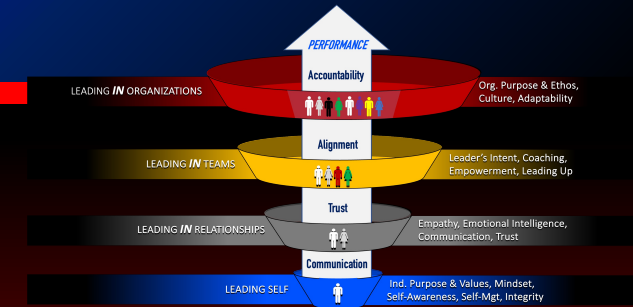 PERFORMANCE
Accountability
LEADING IN ORGANIZATIONS
Org. Purpose & Ethos,
Culture, Adaptability
Alignment
LEADING IN TEAMS
Leader's Intent, Coaching,
Empowerment, Leading Up
Trust
LEADING IN RELATIONSHIPS
Empathy, Emotional Intelligence,
Communication, Trust
Communication
LEADING SELF
Ind. Purpose & Values, Mindset,
Self-Awareness, Self-Mgt, Integrity